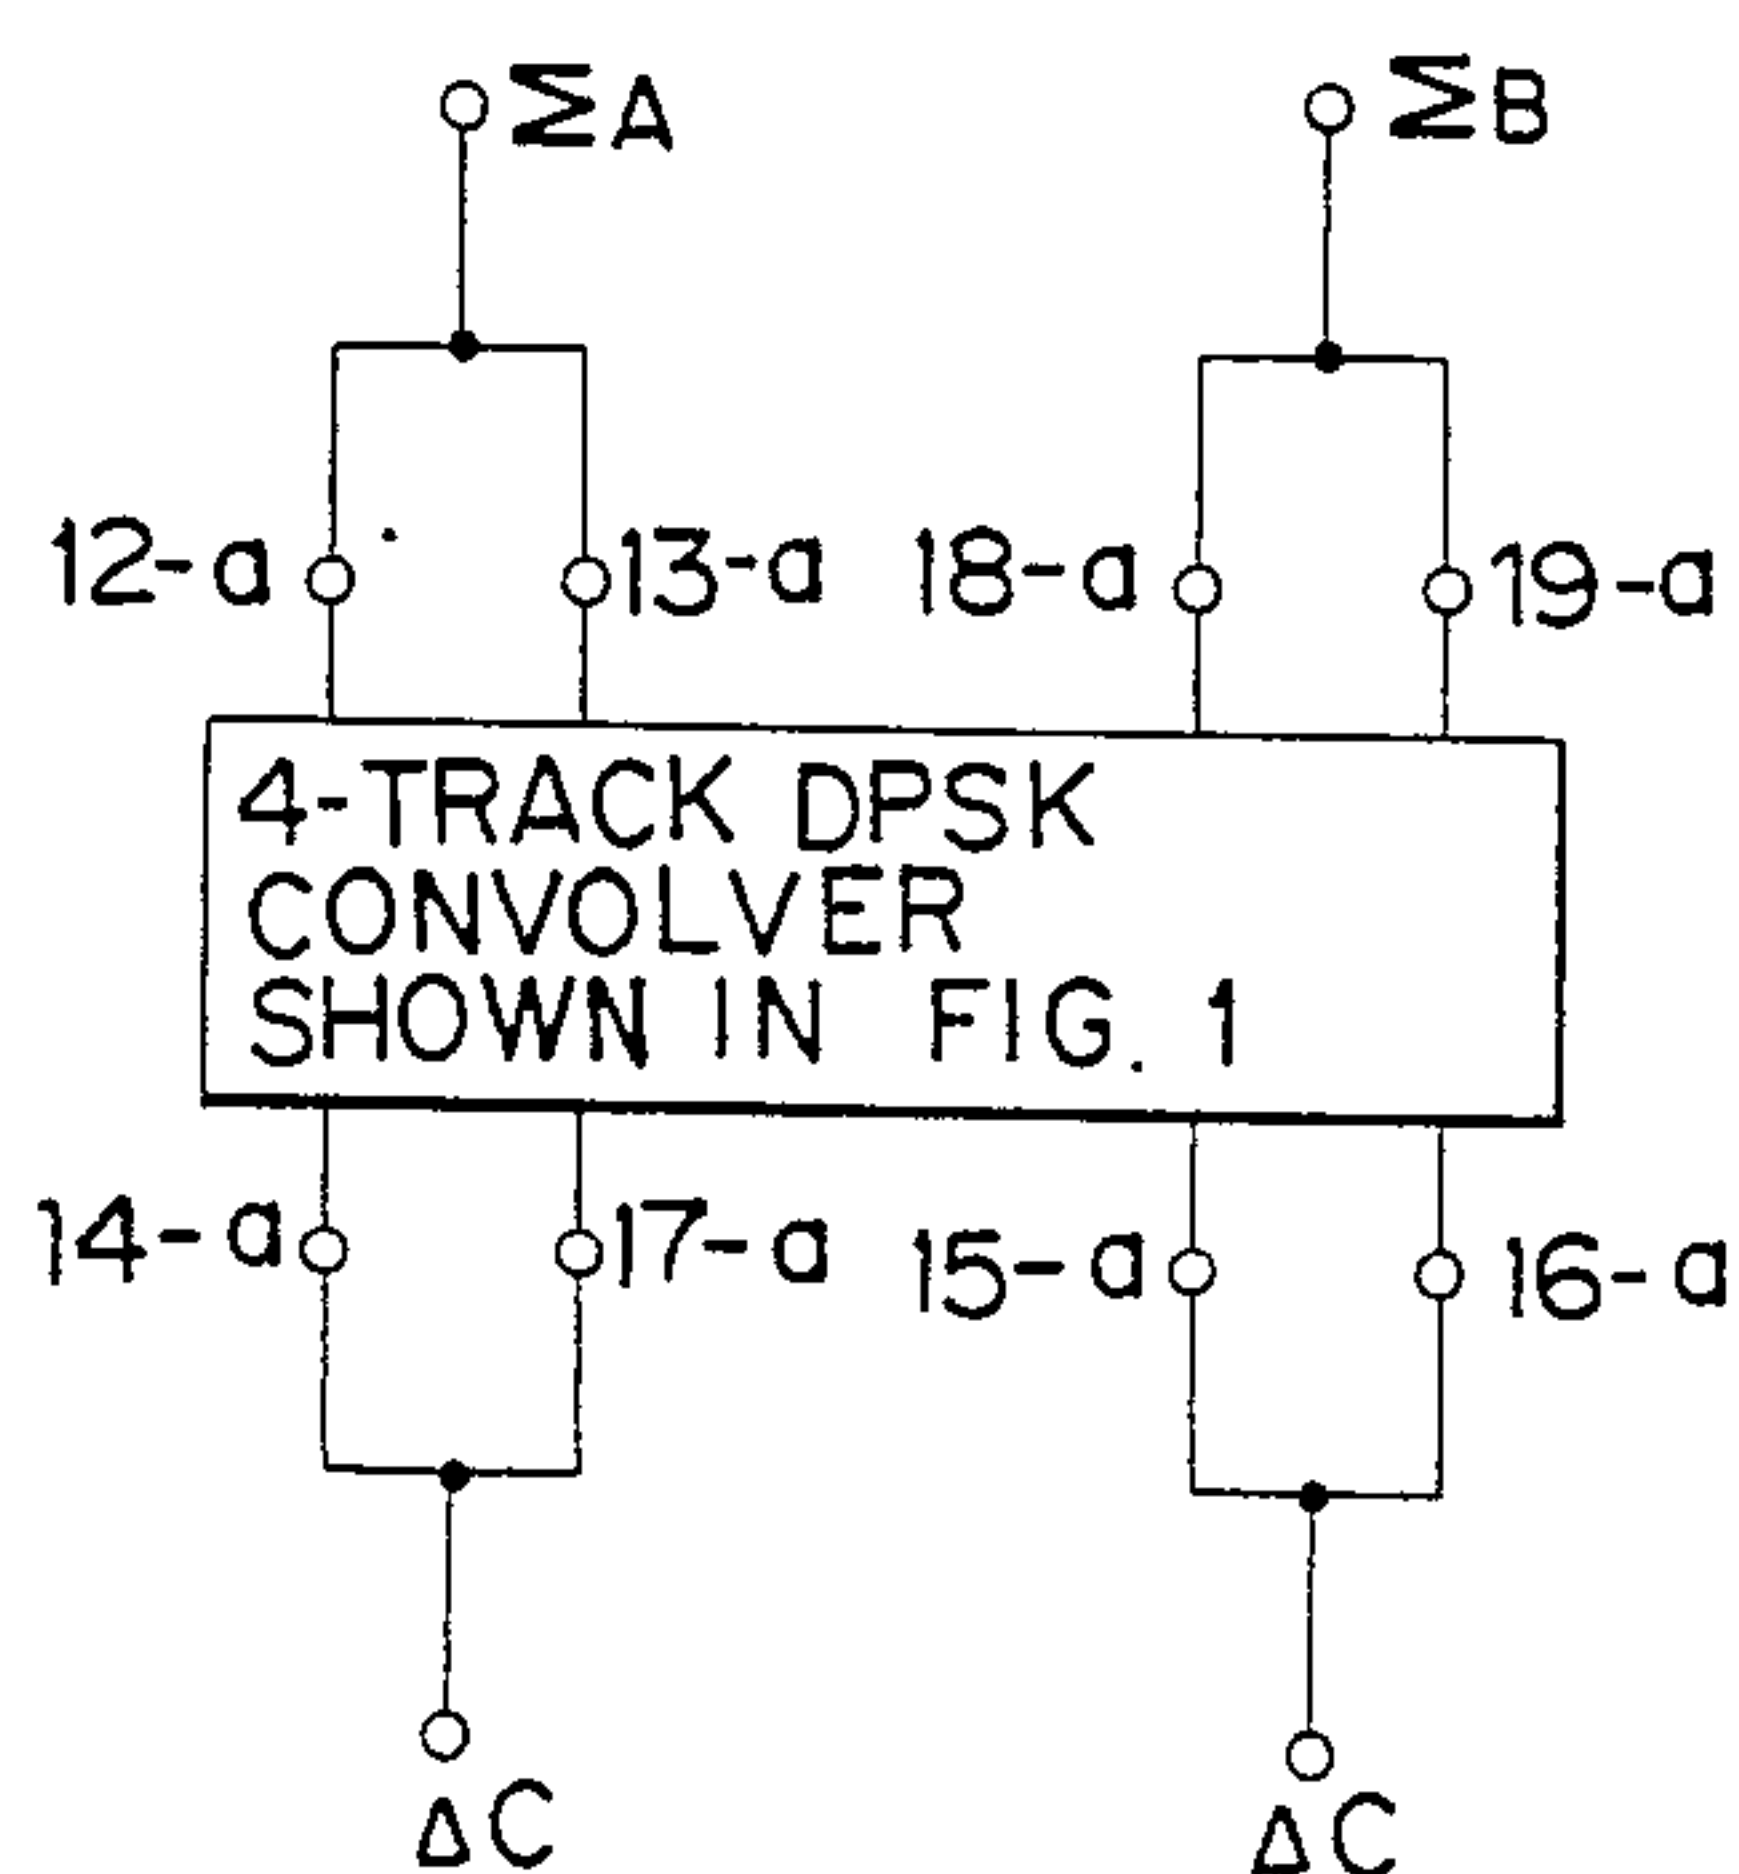 ΣA ΣB
12-a 13-a 18-a 19-a
4-TRACK DPSK
CONVOLVER
SHOWN IN FIG. 1
14-a 17-a 15-a 16-a
ΔC ΔC